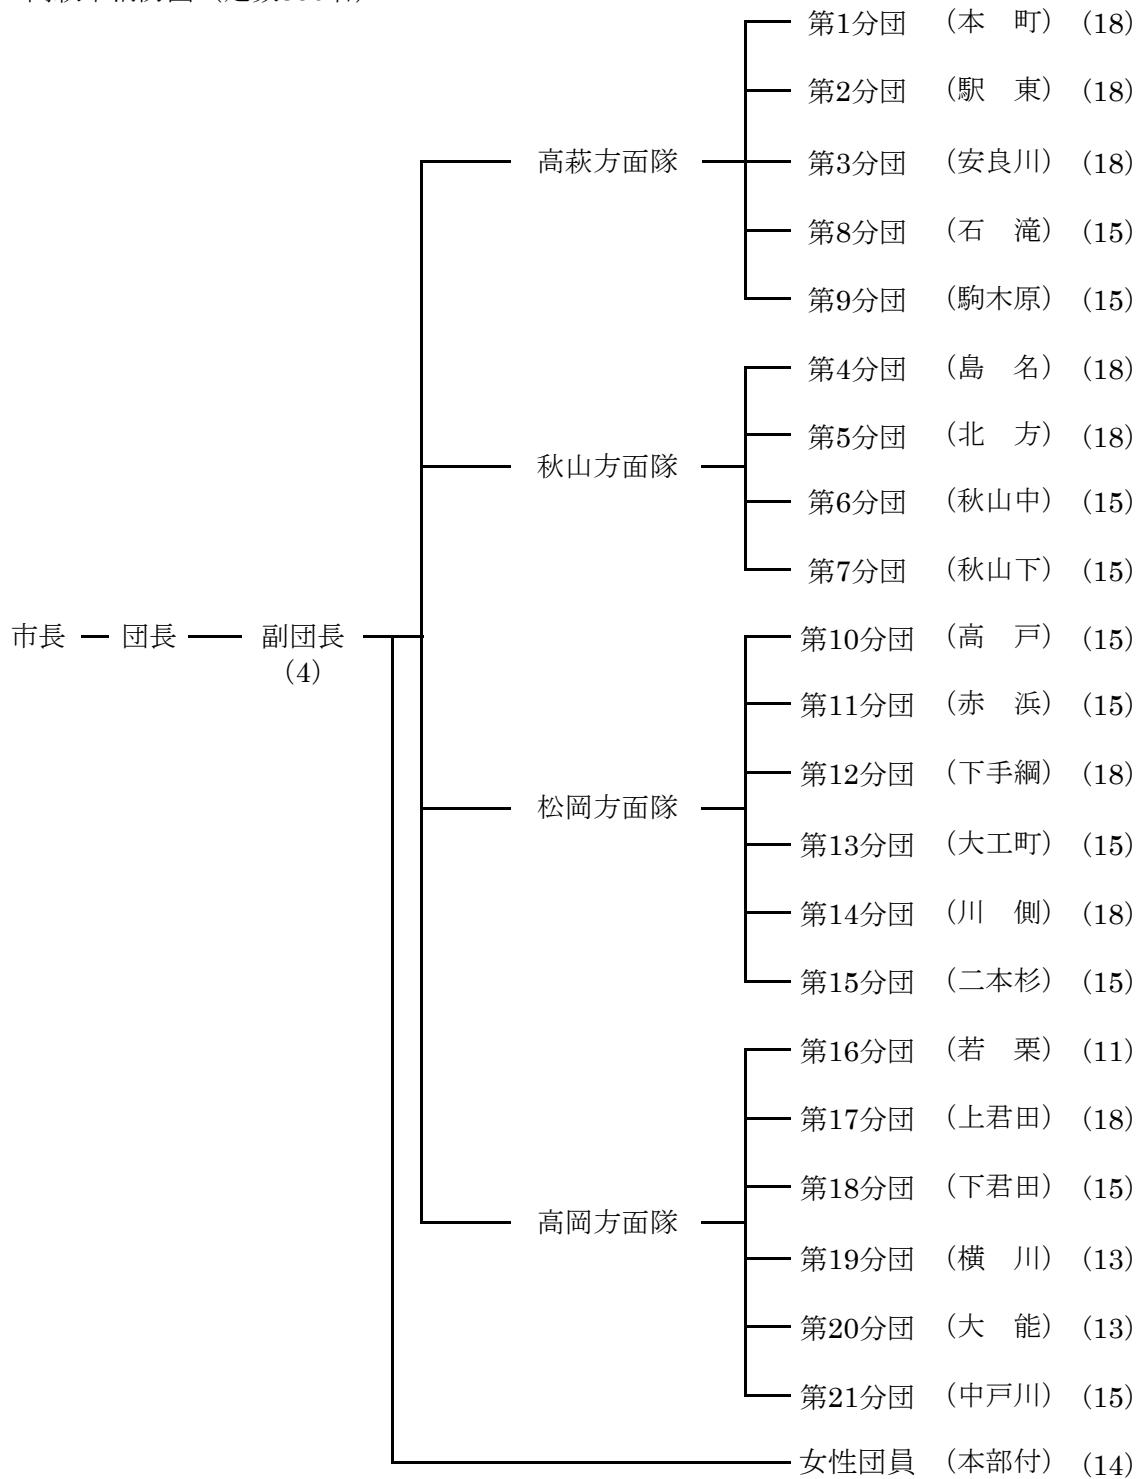 第1分団 （本　町） (18)
第2分団 （駅　東） (18)
高萩方面隊 第3分団 （安良川） (18)
第8分団 （石　滝） (15)
第9分団 （駒木原） (15)
第4分団 （島　名） (18)
第5分団 （北　方） (18)
秋山方面隊
第6分団 （秋山中） (15)
第7分団 （秋山下） (15)
市長 団長 副団長 第10分団 （高　戸） (15)
(4)
第11分団 （赤　浜） (15)
第12分団 （下手綱） (18)
松岡方面隊
第13分団 （大工町） (15)
第14分団 （川　側） (18)
第15分団 （二本杉） (15)
第16分団 （若　栗） (11)
第17分団 （上君田） (18)
第18分団 （下君田） (15)
高岡方面隊
第19分団 （横　川） (13)
第20分団 （大　能） (13)
第21分団 （中戸川） (15)
女性団員 （本部付） (14)